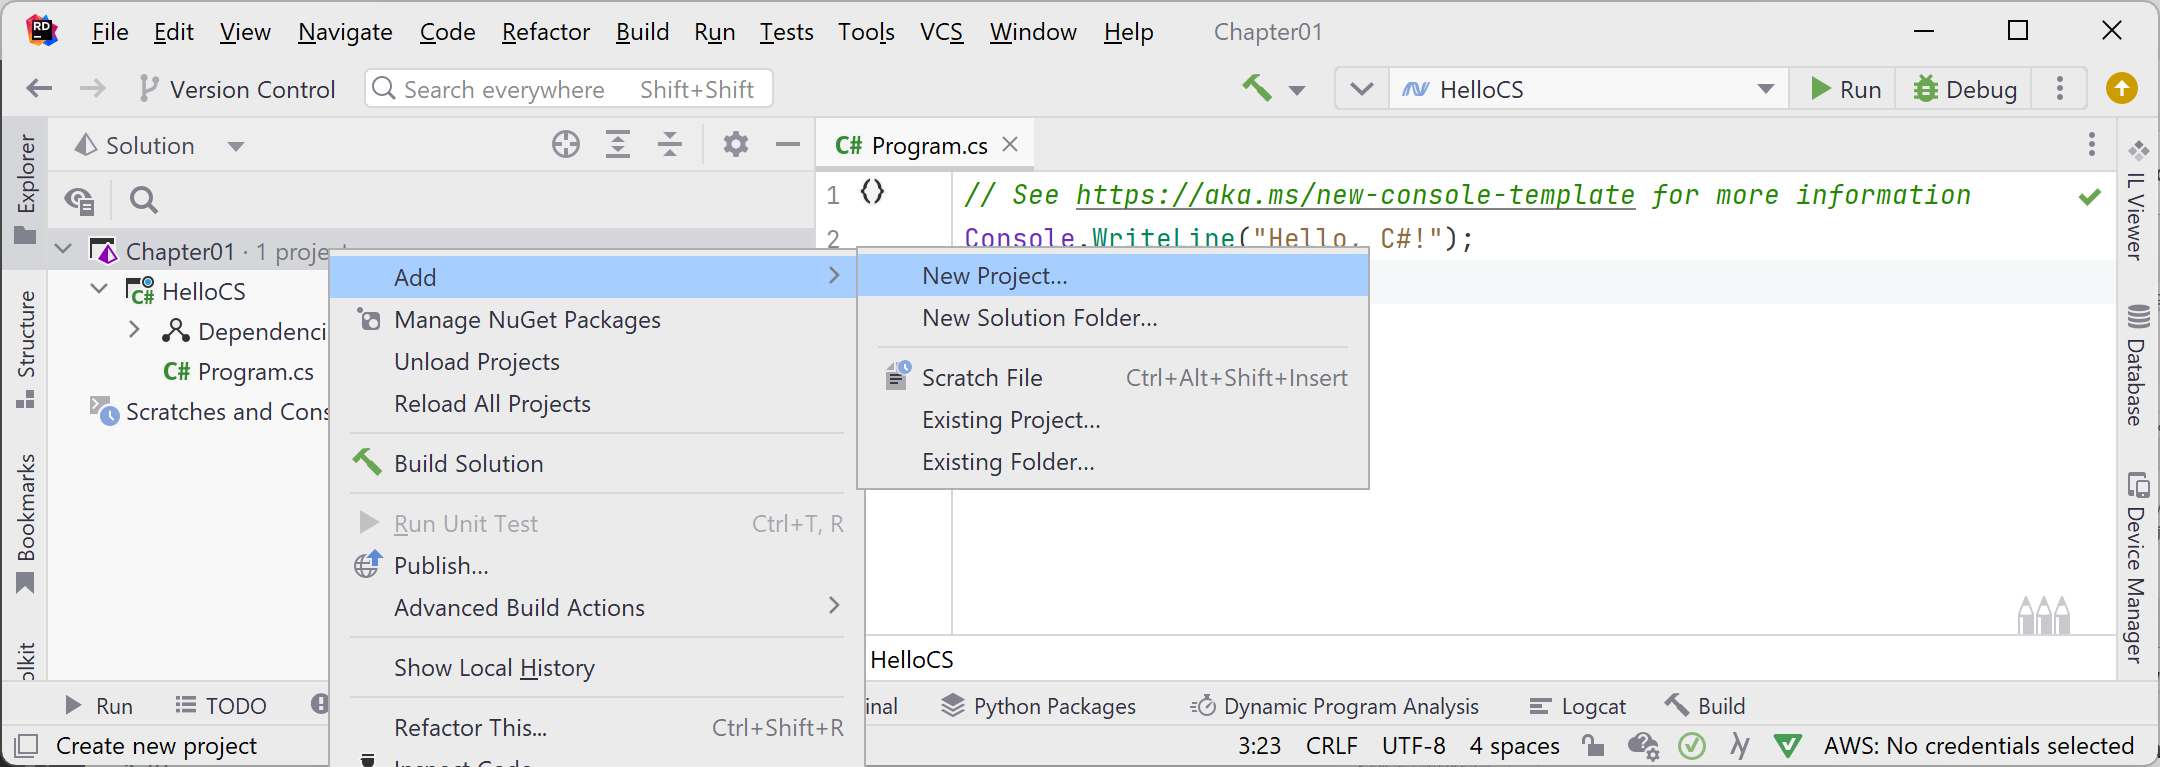 RD
File Edit View Navigate Code Refactor Build Run Tests Tools VCS Window Help Chapter01
Version Control Search everywhere Shift+Shift HelloCS Run Debug
Explorer
Structure
Bookmarks
Solution
C# Program.cs
1 {} // See https://aka.ms/new-console-template for more information
2 Console.WriteLine("Hello, C#!");
Chapter01 · 1
C# HelloCS
C# Program.cs
Scratches and
Add
Manage NuGet Packages
Unload Projects
Reload All Projects
Build Solution
Run Unit Test Ctrl+T, R
Publish...
Advanced Build Actions
Show Local History
Refactor This... Ctrl+Shift+R
Inspect Code
New Project...
New Solution Folder...
Scratch File Ctrl+Alt+Shift+Insert
Existing Project...
Existing Folder...
HelloCS
IL Viewer
Database
Device Manager
Run TODO Python Packages Dynamic Program Analysis Logcat Build
Create new project 3:23 CRLF UTF-8 4 spaces AWS: No credentials selected